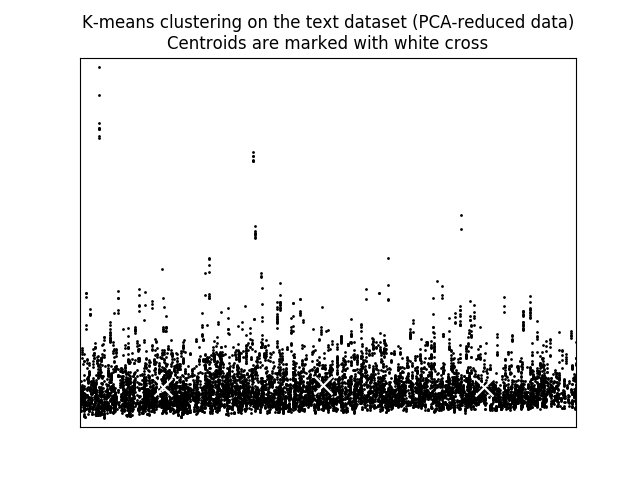 K-means clustering on the text dataset (PCA-reduced data)
Centroids are marked with white cross